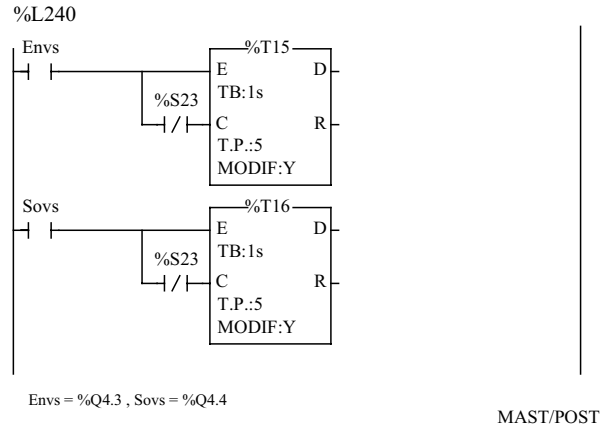 %L240
Envs
%T15
E D
TB:1s
%S23
C R
T.P.:5
MODIF:Y
Sovs
%T16
E D
TB:1s
%S23
C R
T.P.:5
MODIF:Y
Envs = %Q4.3 , Sovs = %Q4.4
MAST/POST